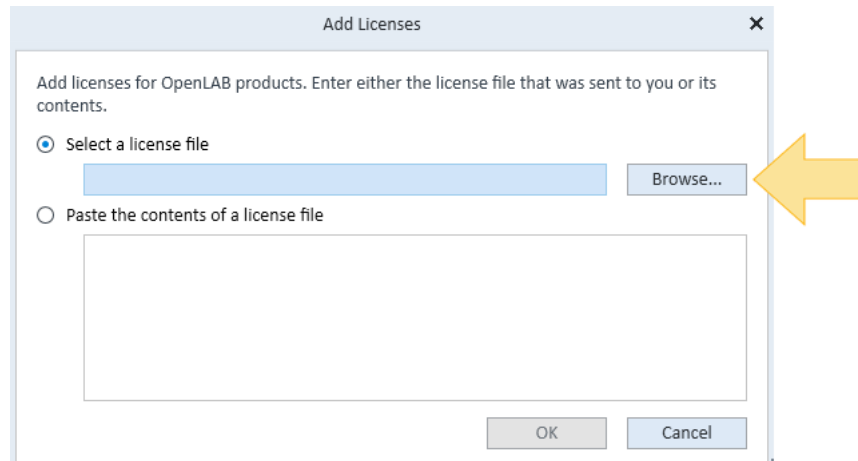 Add Licenses
Add licenses for OpenLAB products. Enter either the license file that was sent to you or its
contents.
Select a license file
Browse...
Paste the contents of a license file
OK
Cancel